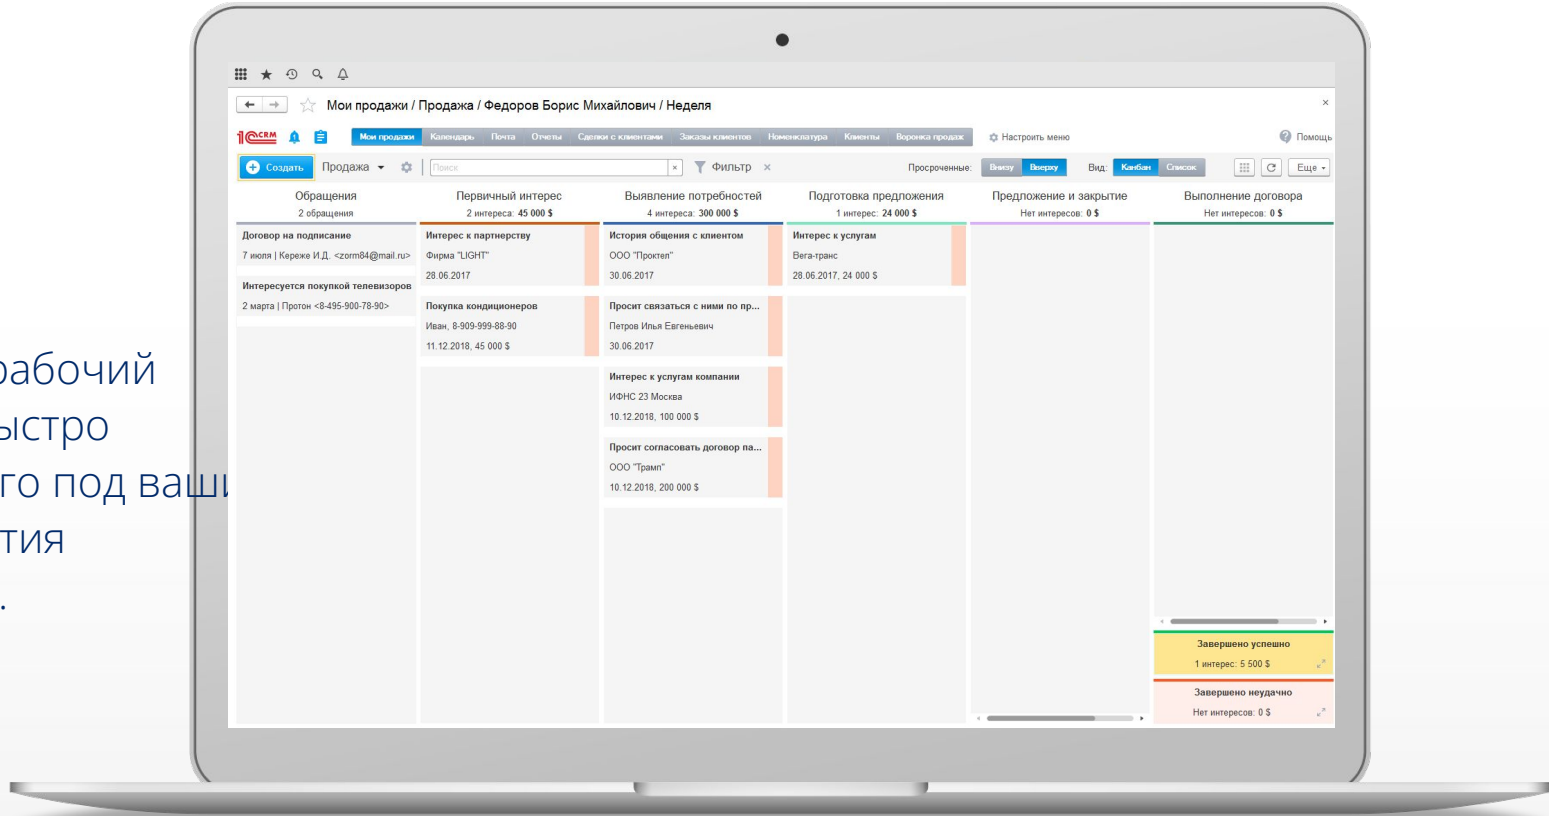 Мои продажи / Продажа / Федоров Борис Михайлович / Неделя
1С CRM Мои продажи Календарь Почта Отчеты Сделки с клиентами Заказы клиентов Номенклатура Клиенты Воронка продаж Настроить меню Помощь
Создать Продажа Поиск Фильтр Просроченные: Внизу Вверху Вид: Канбан Список Еще
Обращения
2 обращения
Договор на подписание
7 июля | Кереже И.Д. <zorm84@mail.ru>
Интересуется покупкой телевизоров
2 марта | Протон <8-495-900-78-90>
Первичный интерес
2 интереса: 45 000 $
Интерес к партнерству
Фирма "LIGHT"
28.06.2017
Покупка кондиционеров
Иван, 8-909-999-88-90
11.12.2018, 45 000 $
Выявление потребностей
4 интереса: 300 000 $
История общения с клиентом
ООО "Проктел"
30.06.2017
Просит связаться с ними по пр...
Петров Илья Евгеньевич
30.06.2017
Интерес к услугам компании
ИФНС 23 Москва
10.12.2018, 100 000 $
Просит согласовать договор па...
ООО "Трамп"
10.12.2018, 200 000 $
Подготовка предложения
1 интерес: 24 000 $
Интерес к услугам
Вега-транс
28.06.2017, 24 000 $
Предложение и закрытие
Нет интересов: 0 $
Выполнение договора
Нет интересов: 0 $
Завершено успешно
1 интерес: 5 500 $
Завершено неудачно
Нет интересов: 0 $
рабочий
ыстро
го под ваши
тия
.